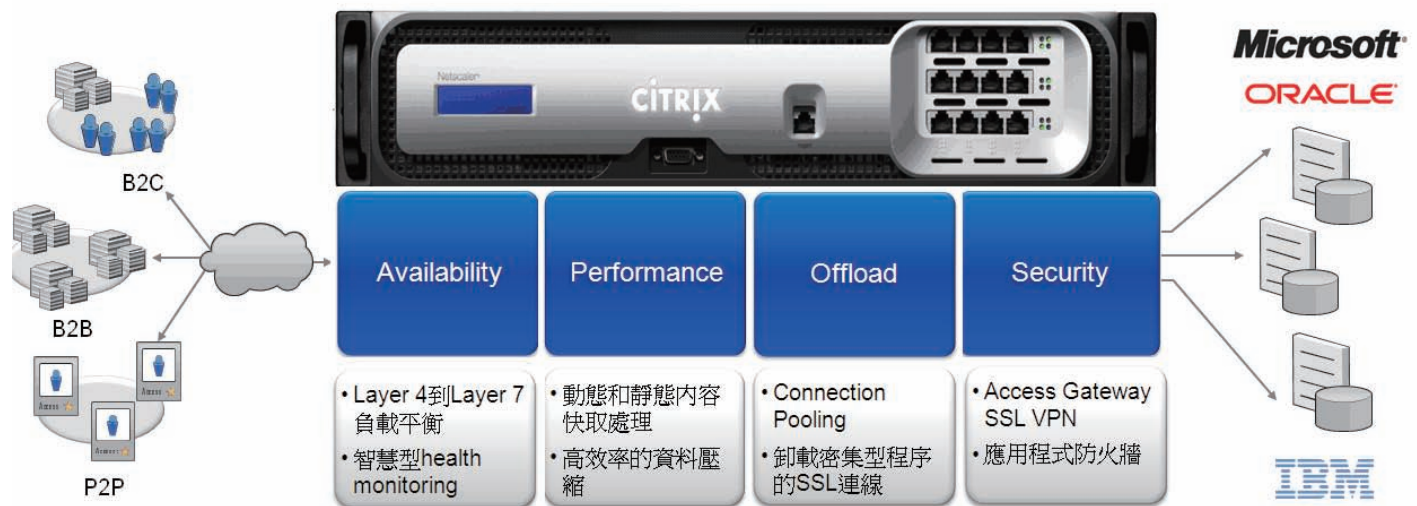 Netscaler
CITRIX
Microsoft
ORACLE
B2C
B2B
Access
Access
Access
P2P
Availability
Performance
Offload
Security
• Layer 4到Layer 7
負載平衡
• 智慧型health
monitoring
• 動態和靜態内容
快取處理
• 高效率的資料壓
縮
• Connection
Pooling
• 卸載密集型程序
的SSL連線
• Access Gateway
SSL VPN
• 應用程式防火牆
IBM